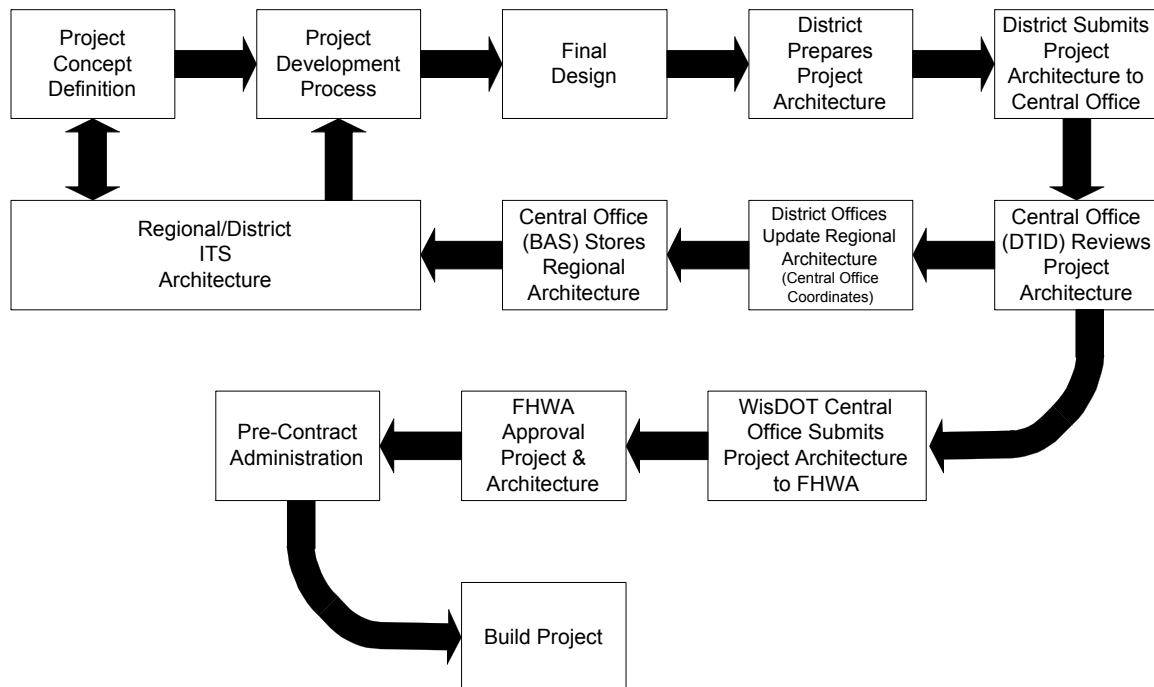 Project
Concept
Definition
Project
Development
Process
Final
Design
District
Prepares
Project
Architecture
District Submits
Project
Architecture to
Central Office
Regional/District
ITS
Architecture
Central Office
(BAS) Stores
Regional
Architecture
District Offices
Update Regional
Architecture
(Central Office
Coordinates)
Central Office
(DTID) Reviews
Project
Architecture
Pre-Contract
Administration
FHWA
Approval
Project &
Architecture
WisDOT Central
Office Submits
Project Architecture
to FHWA
Build Project